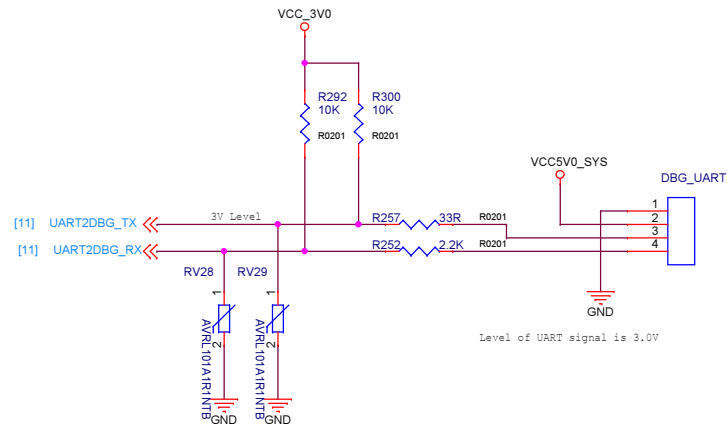 VCC_3V0
R292
10K
R0201
R300
10K
R0201
VCC5V0_SYS
DBG_UART
1
2
3
4
[11] UART2DBG_TX
3V Level
R257
33R
R0201
[11] UART2DBG_RX
R252
2.2K
R0201
RV28
1
2
AVRL101A1R1NTB
GND
RV29
1
2
AVRL101A1R1NTB
GND
GND
Level of UART signal is 3.0V